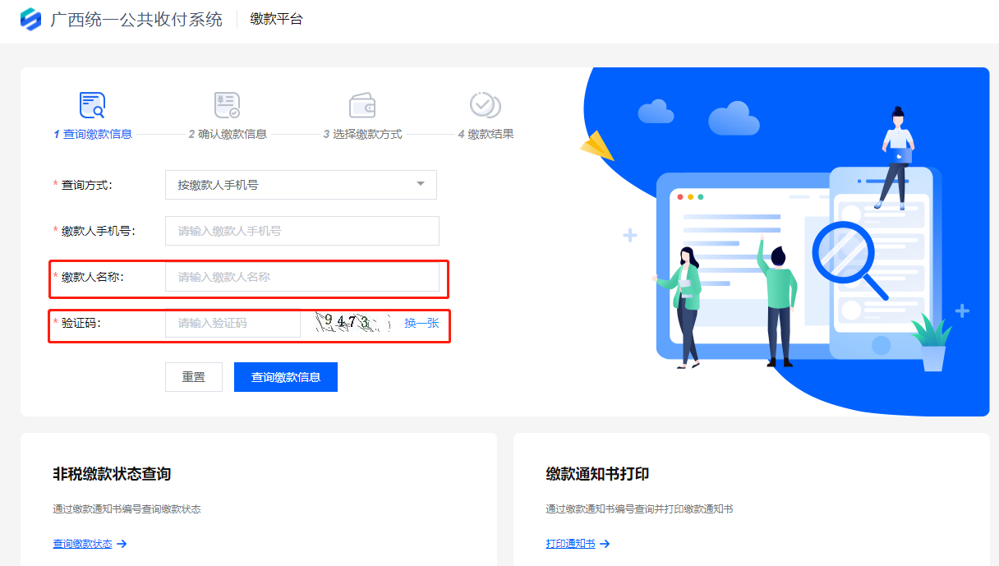 广西统一公共收付系统 缴款平台
1 查询缴款信息 2 确认缴款信息 3 选择缴款方式 4 缴款结果
* 查询方式: 按缴款人手机号
* 缴款人手机号: 请输入缴款人手机号
* 缴款人名称: 请输入缴款人名称
* 验证码: 请输入验证码 9473 换一张
重置 查询缴款信息
非税缴款状态查询
通过缴款通知书编号查询缴款状态
查询缴款状态 →
缴款通知书打印
通过缴款通知书编号查询并打印缴款通知书
打印通知书 →